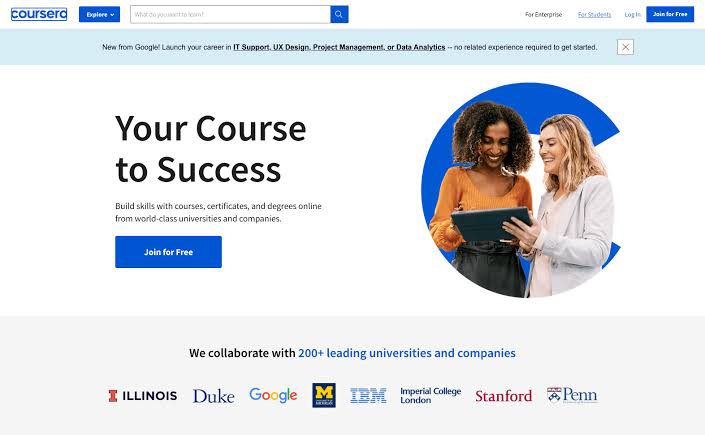 coursera
Explore
What do you want to learn?
For Enterprise
For Students
Log In
Join for Free
New from Google! Launch your career in IT Support, UX Design, Project Management, or Data Analytics -- no related experience required to get started.
Your Course
to Success
Build skills with courses, certificates, and degrees online
from world-class universities and companies.
Join for Free
We collaborate with 200+ leading universities and companies
ILLINOIS
Duke
Google
M
IBM
Imperial College
London
Stanford
Penn